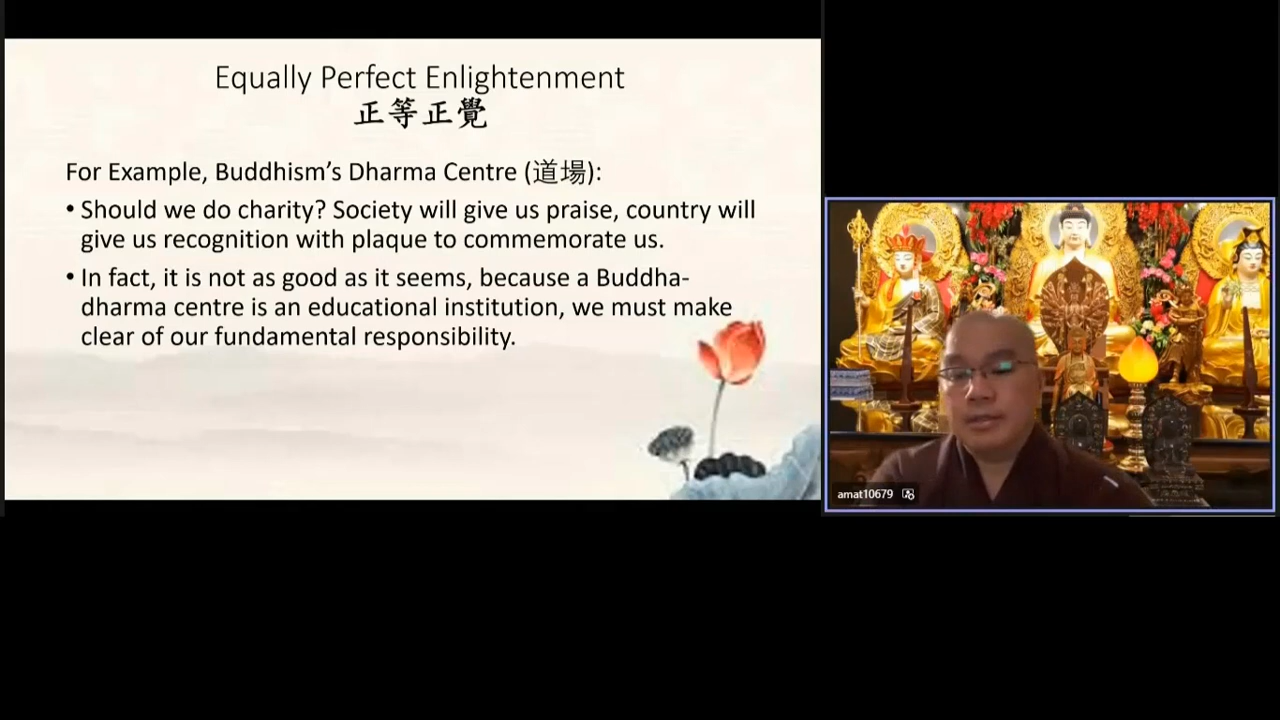 Equally Perfect Enlightenment
正等正覺
For Example, Buddhism’s Dharma Centre (道場):
• Should we do charity? Society will give us praise, country will
give us recognition with plaque to commemorate us.
• In fact, it is not as good as it seems, because a Buddha-
dharma centre is an educational institution, we must make
clear of our fundamental responsibility.
amat10679